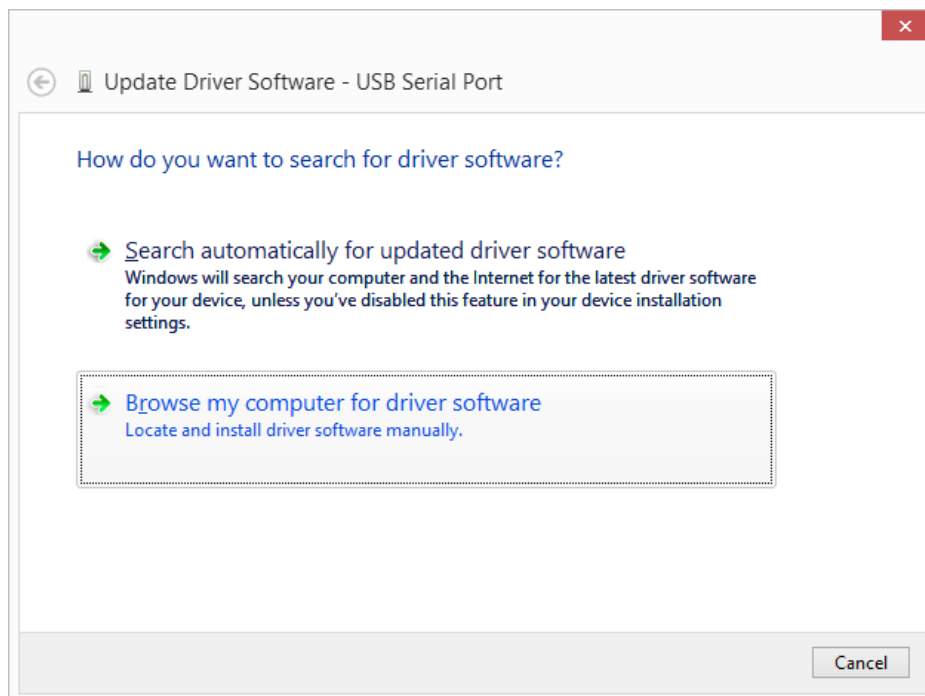 Update Driver Software - USB Serial Port
How do you want to search for driver software?
Search automatically for updated driver software
Windows will search your computer and the Internet for the latest driver software
for your device, unless you've disabled this feature in your device installation
settings.
Browse my computer for driver software
Locate and install driver software manually.
Cancel